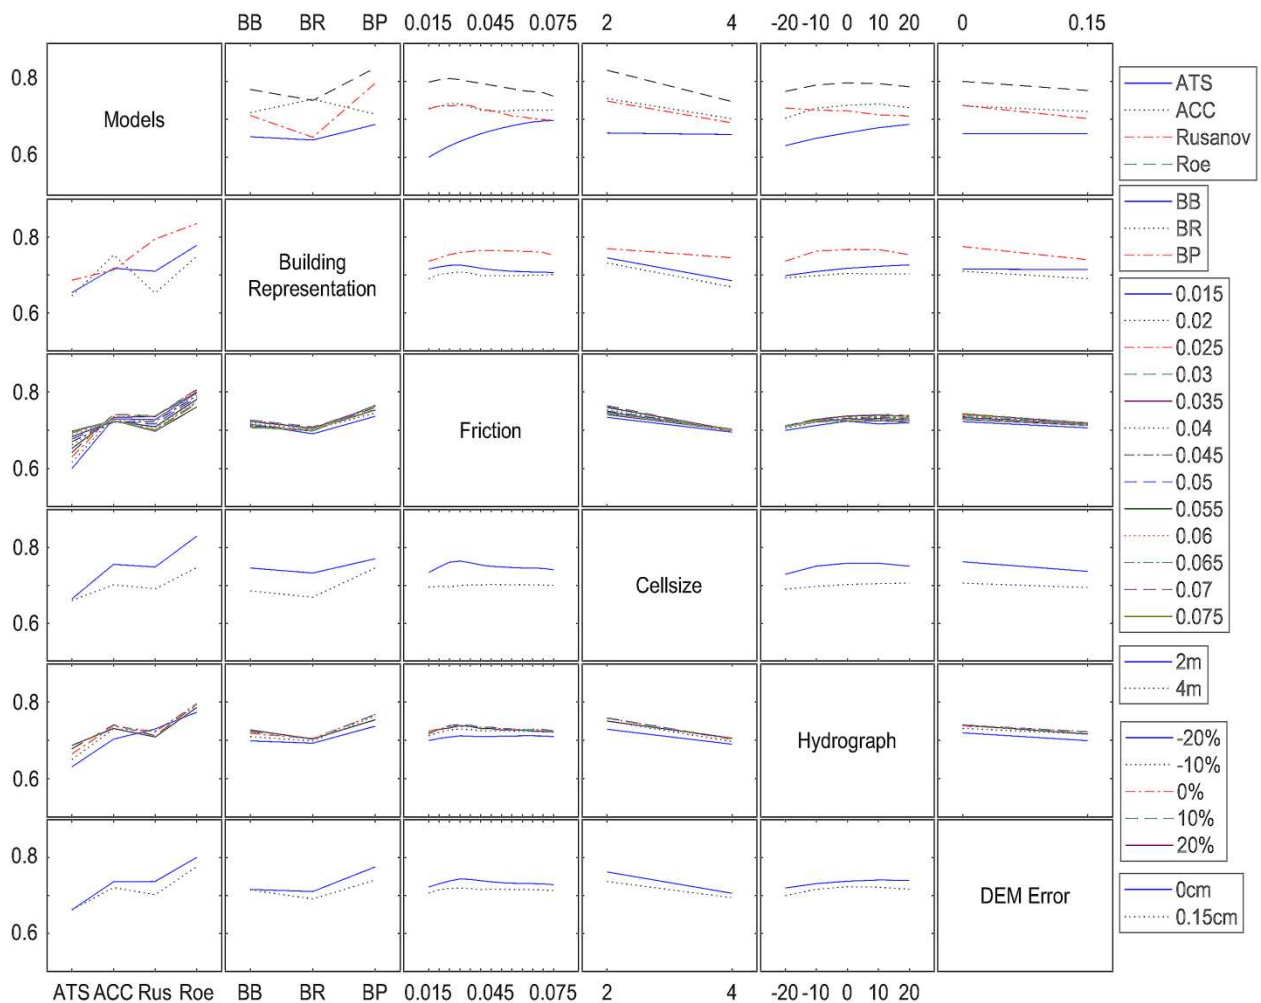 BB BR BP 0.015 0.045 0.075 2 4 -20 -10 0 10 20 0 0.15
0.8
0.6
Models
ATS
ACC
Rusanov
Roe
0.8
0.6
Building
Representation
BB
BR
BP
0.8
0.6
Friction
0.015
0.02
0.025
0.03
0.035
0.04
0.045
0.05
0.055
0.06
0.065
0.07
0.075
0.8
0.6
Cellsize
2m
4m
0.8
0.6
Hydrograph
-20%
-10%
0%
10%
20%
0.8
0.6
DEM Error
0cm
0.15cm
ATS ACC Rus Roe BB BR BP 0.015 0.045 0.075 2 4 -20 -10 0 10 20